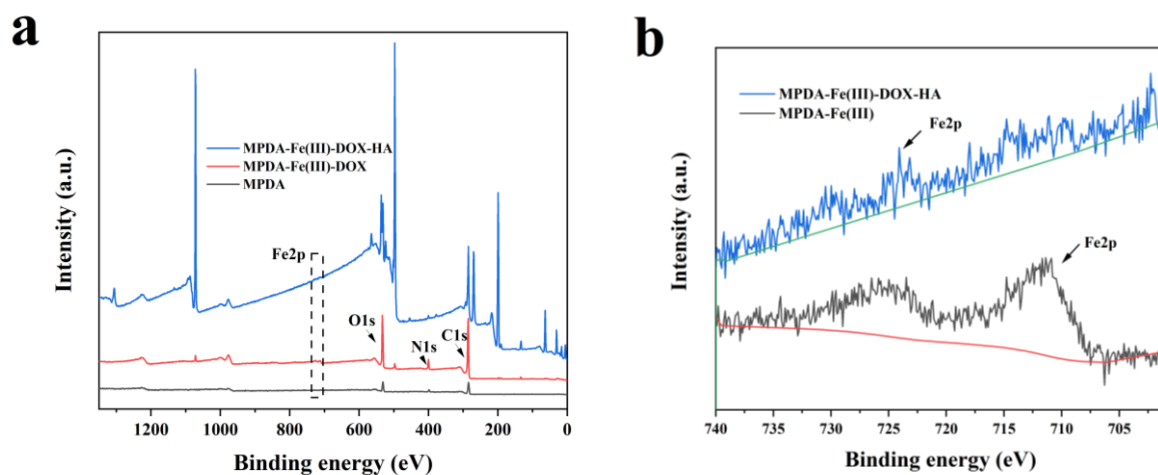 a
MPDA-Fe(III)-DOX-HA
MPDA-Fe(III)-DOX
MPDA
Fe2p
O1s
N1s
C1s
Intensity (a.u.)
1200 1000 800 600 400 200 0
Binding energy (eV)
b
MPDA-Fe(III)-DOX-HA
MPDA-Fe(III)
Fe2p
Fe2p
Intensity (a.u.)
740 735 730 725 720 715 710 705
Binding energy (eV)